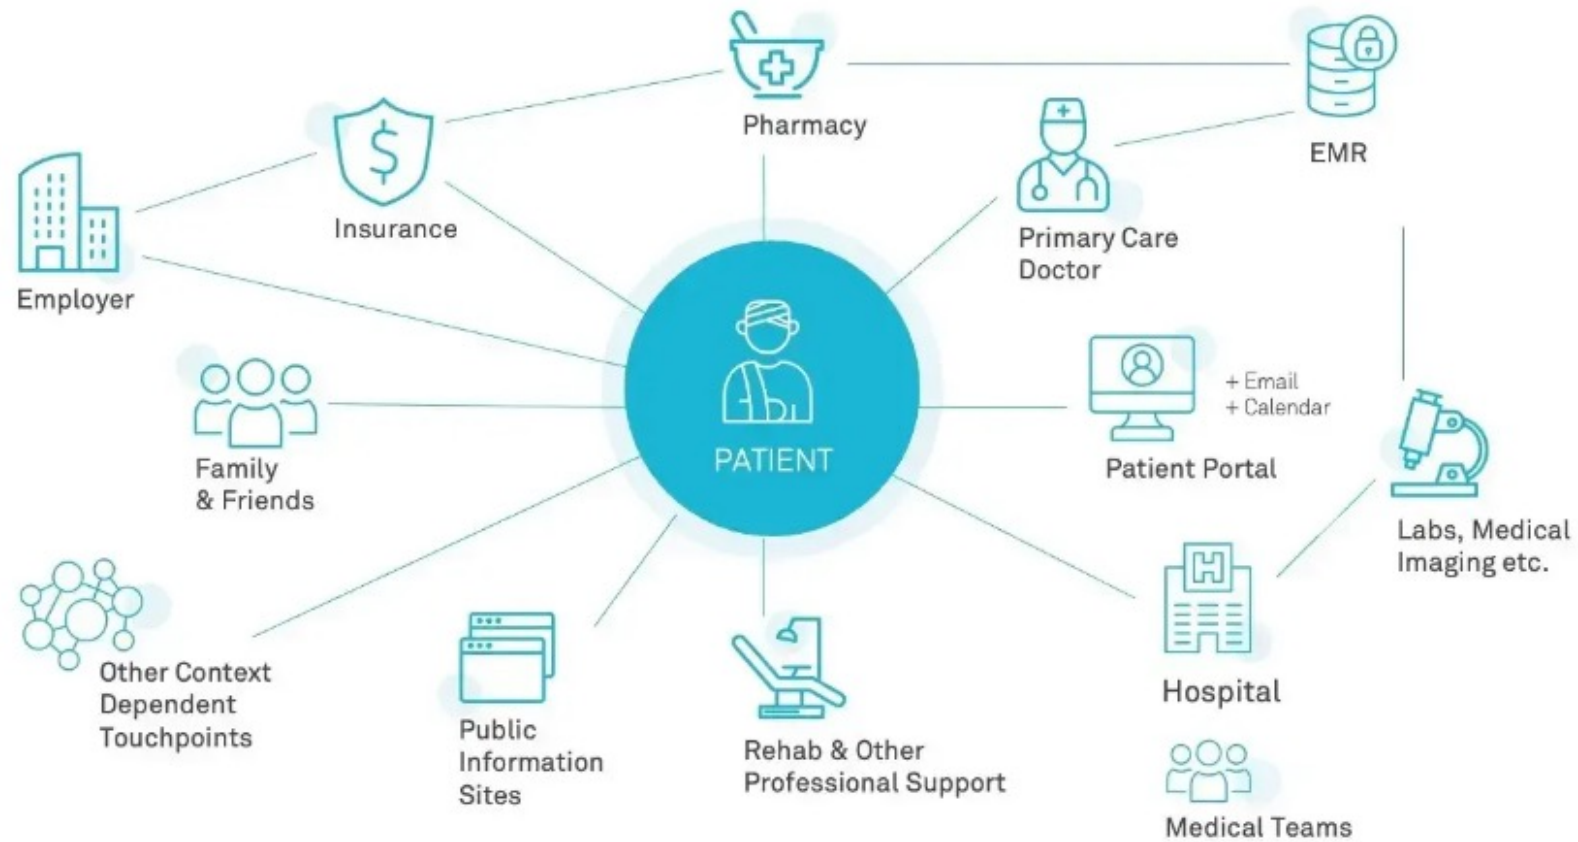 Pharmacy
EMR
Insurance
Primary Care
Doctor
Employer
PATIENT
+ Email
+ Calendar
Patient Portal
Family
& Friends
Labs, Medical
Imaging etc.
H
Hospital
Other Context
Dependent
Touchpoints
Public
Information
Sites
Rehab & Other
Professional Support
Medical Teams
$